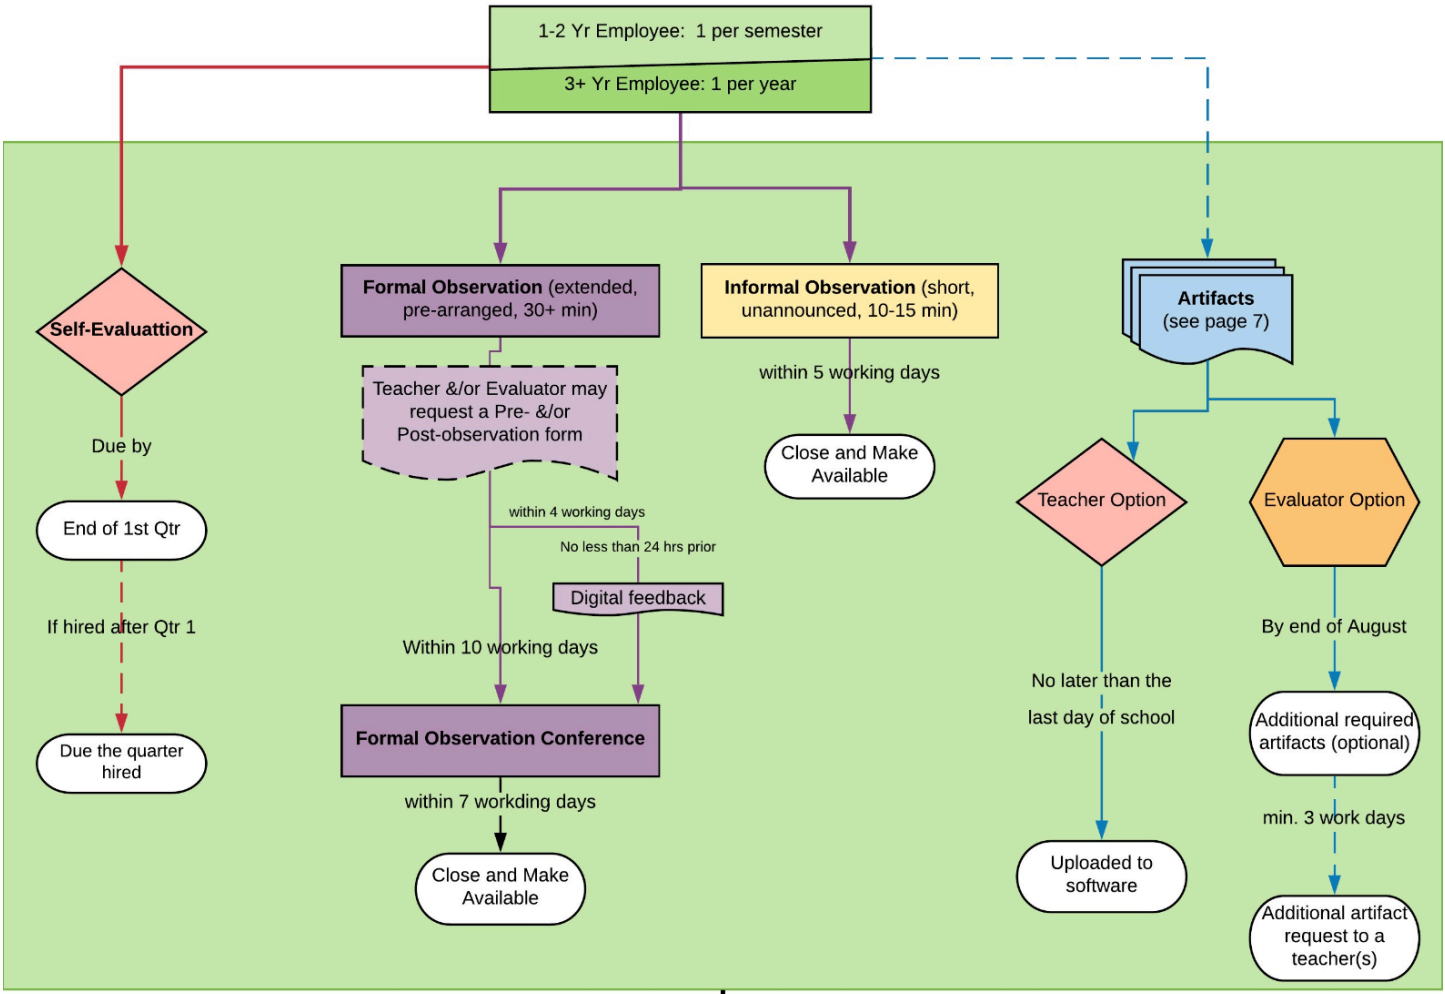 1-2 Yr Employee:  1 per semester
3+ Yr Employee: 1 per year
Self-Evaluattion
Due by
End of 1st Qtr
If hired after Qtr 1
Due the quarter
hired
Formal Observation (extended,
pre-arranged, 30+ min)
Teacher &/or Evaluator may
request a Pre- &/or
Post-observation form
within 4 working days
No less than 24 hrs prior
Digital feedback
Within 10 working days
Formal Observation Conference
within 7 workding days
Close and Make
Available
Informal Observation (short,
unannounced, 10-15 min)
within 5 working days
Close and Make
Available
Artifacts
(see page 7)
Teacher Option
No later than the
last day of school
Uploaded to
software
Evaluator Option
By end of August
Additional required
artifacts (optional)
min. 3 work days
Additional artifact
request to a
teacher(s)